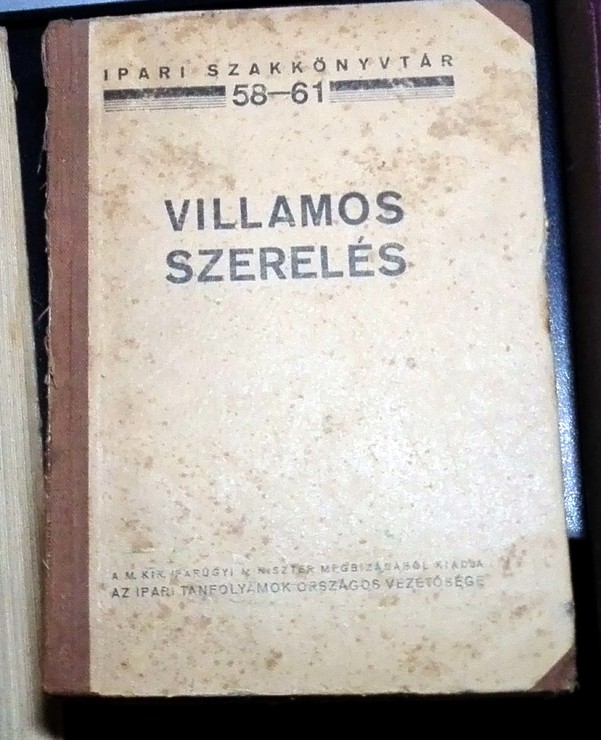 IPARI SZAKKÖNYVTÁR
58—61
VILLAMOS
SZERELÉS
A M. KIR. IPARÜGYI MINISZTER MEGBIZÁSÁBÓL KIADJA
AZ IPARI TANFOLYAMOK ORSZÁGOS VEZETŐSÉGE